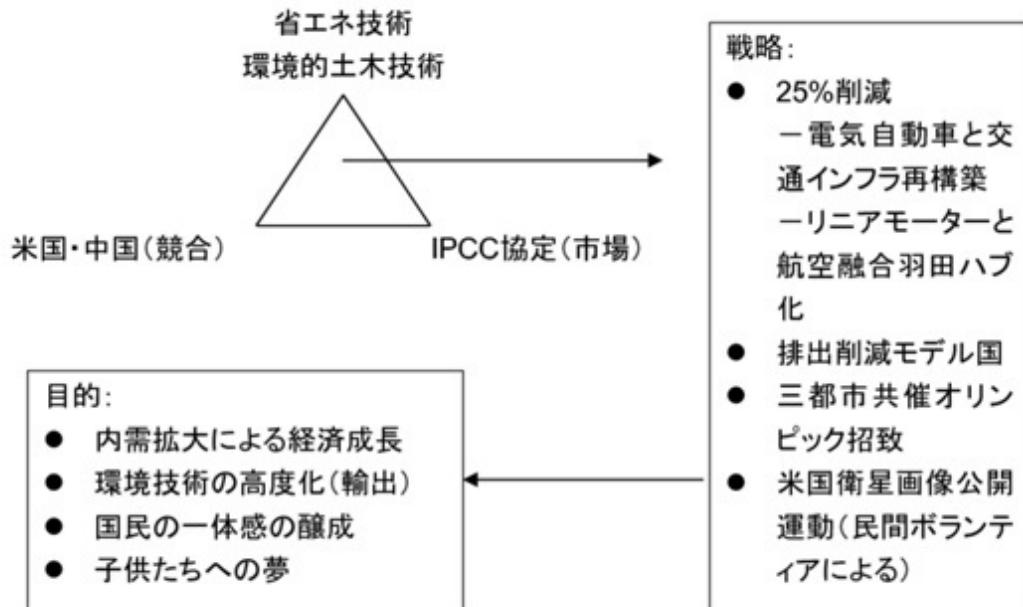 省エネ技術
環境的土木技術
米国・中国（競合）
IPCC協定（市場）
戦略：
● 25%削減
－電気自動車と交
通インフラ再構築
－リニアモーターと
航空融合羽田ハブ
化
● 排出削減モデル国
● 三都市共催オリン
ピック招致
● 米国衛星画像公開
運動（民間ボランテ
ィアによる）
目的：
● 内需拡大による経済成長
● 環境技術の高度化（輸出）
● 国民の一体感の醸成
● 子供たちへの夢